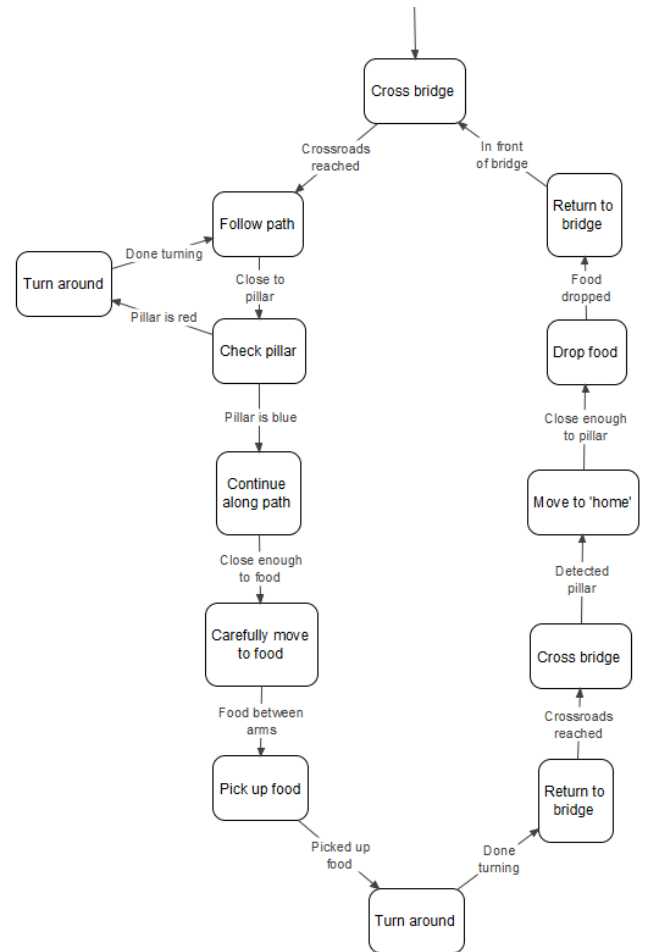 Cross bridge
Crossroads
reached
In front
of bridge
Follow path
Return to
bridge
Done turning
Turn around
Close to
pillar
Food
dropped
Pillar is red
Check pillar
Drop food
Pillar is blue
Close enough
to pillar
Continue
along path
Move to 'home'
Close enough
to food
Detected
pillar
Carefully move
to food
Cross bridge
Food between
arms
Crossroads
reached
Pick up food
Return to
bridge
Picked up
food
Done
turning
Turn around